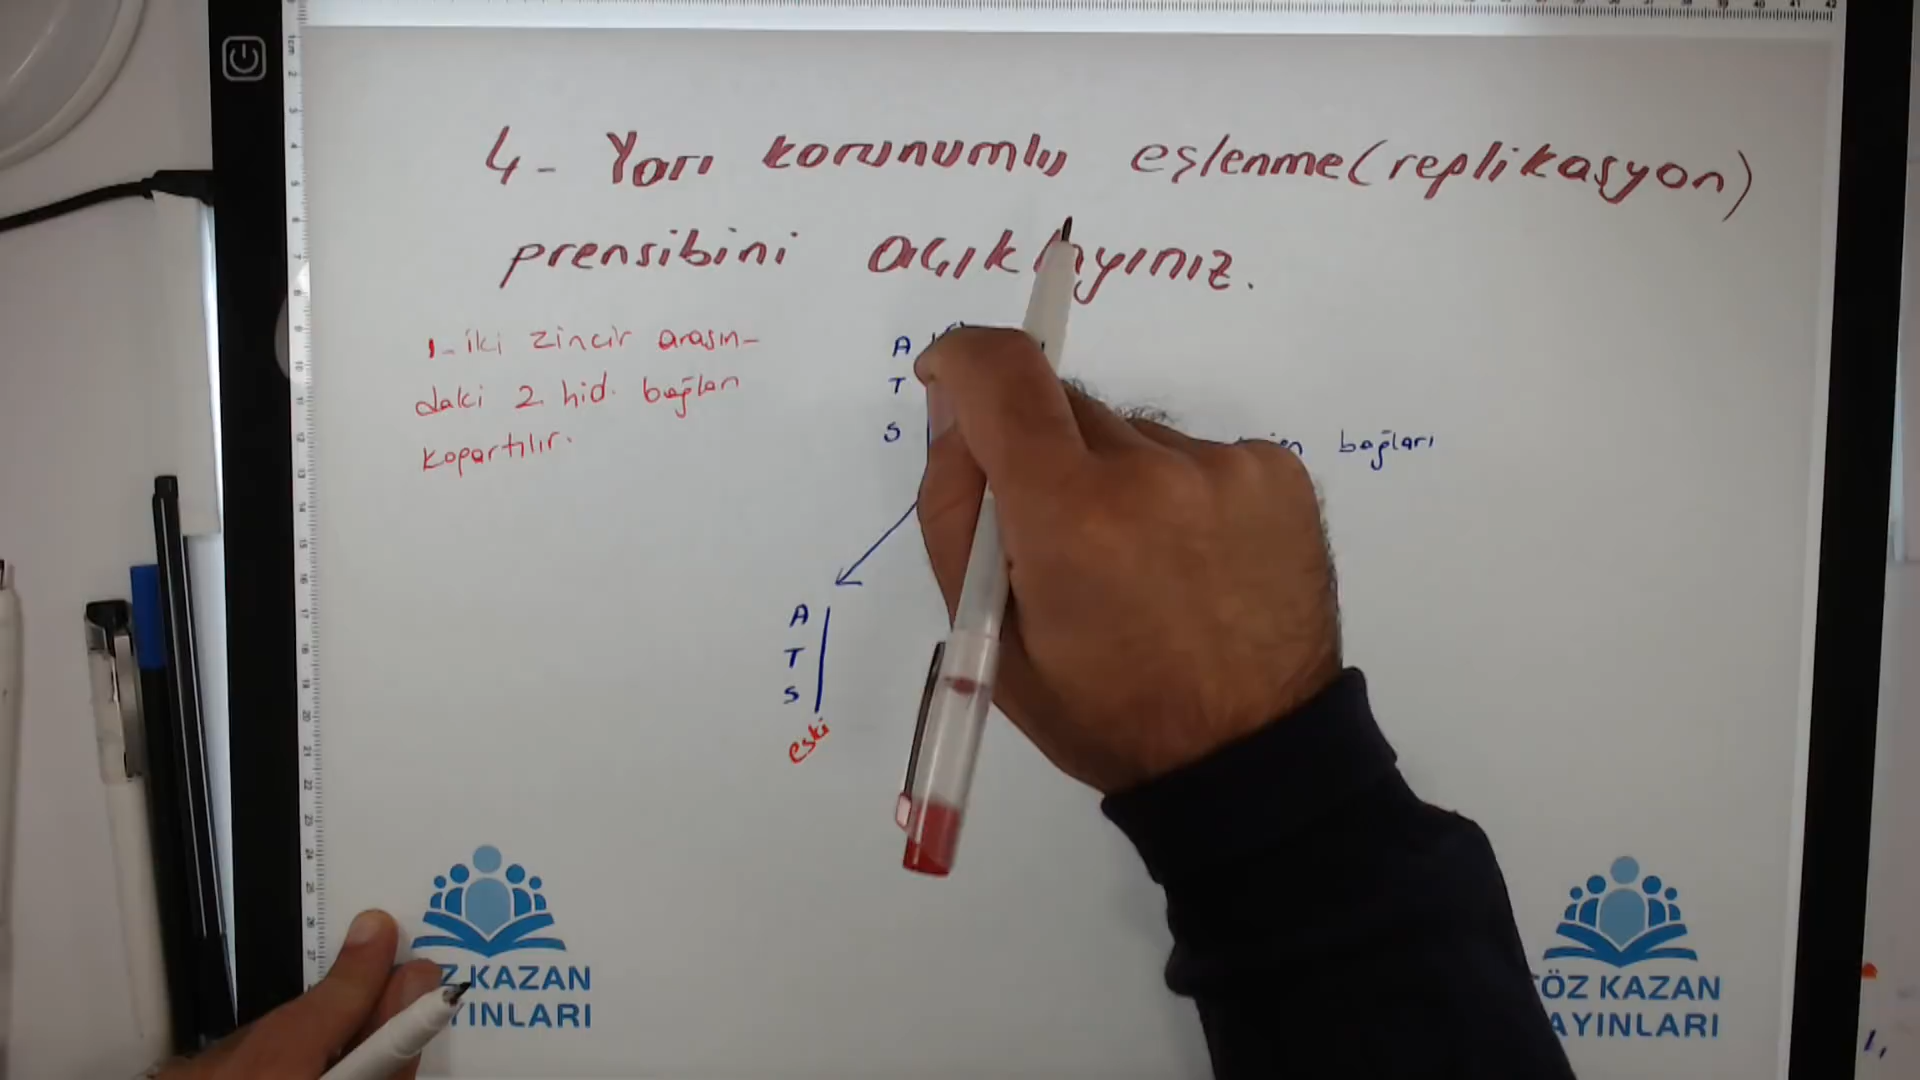 4- Yarı korunumlu eşlenme(replikasyon)
prensibini açıklayınız.
1- iki zincir arasın-
daki 2. hid. bağları
kopartılır.
A
T
S
bağları
A
T
S
eski
Z KAZAN
YINLARI
ÖZ KAZAN
AYINLARI